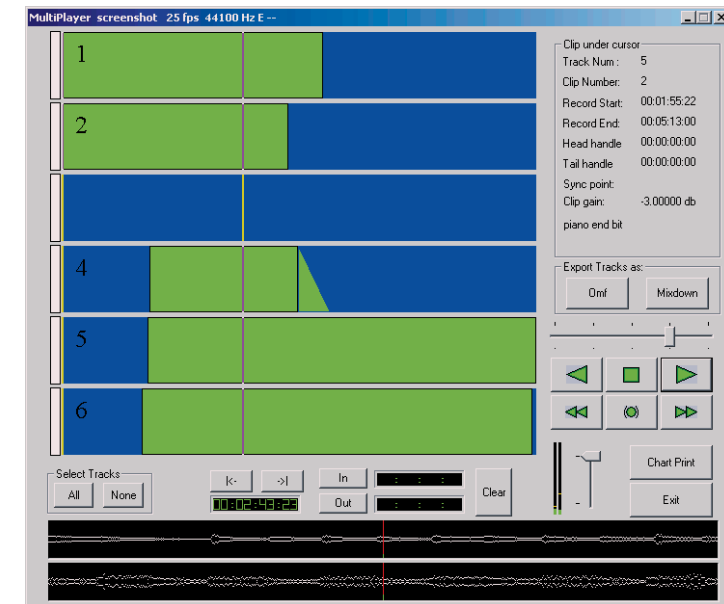 MultiPlayer screenshot 25 fps 44100 Hz E --
1
2
4
5
6
Clip under cursor
Track Num : 5
Clip Number: 2
Record Start: 00:01:55:22
Record End: 00:05:13:00
Head handle 00:00:00:00
Tail handle 00:00:00:00
Sync point:
Clip gain: -3.00000 db
piano end bit
Export Tracks as:
Omf Mixdown
Select Tracks
All None
|<- ->|
00:02:43:23
In : : :
Out : : :
Clear
Chart Print
Exit